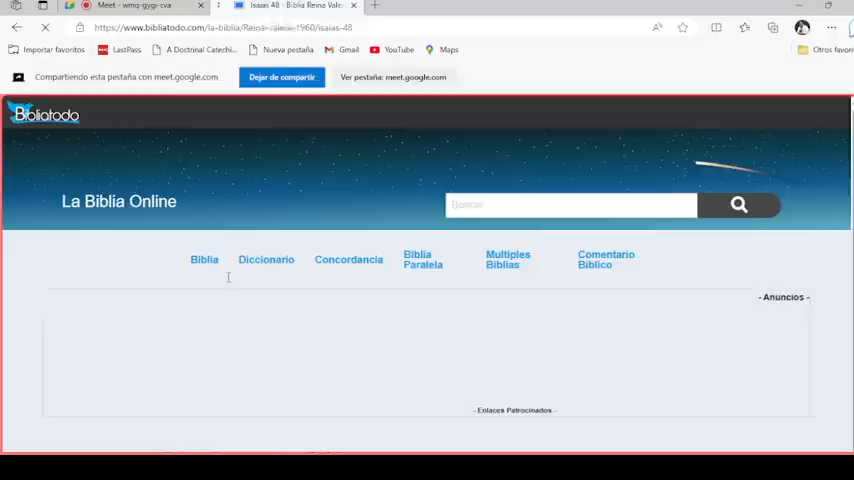 Meet - wmq-gygi-cva
Isaías 48 - Biblia Reina Vale
https://www.bibliatodo.com/la-biblia/Reina-valera-1960/isaias-48
Importar favoritos
LastPass
A Doctrinal Catechi...
Nueva pestaña
Gmail
YouTube
Maps
Otros favori
Compartiendo esta pestaña con meet.google.com
Dejar de compartir
Ver pestaña: meet.google.com
Bibliatodo
La Biblia Online
Buscar
Biblia
Diccionario
Concordancia
Biblia
Paralela
Multiples
Biblias
Comentario
Biblico
- Anuncios -
- Enlaces Patrocinados -